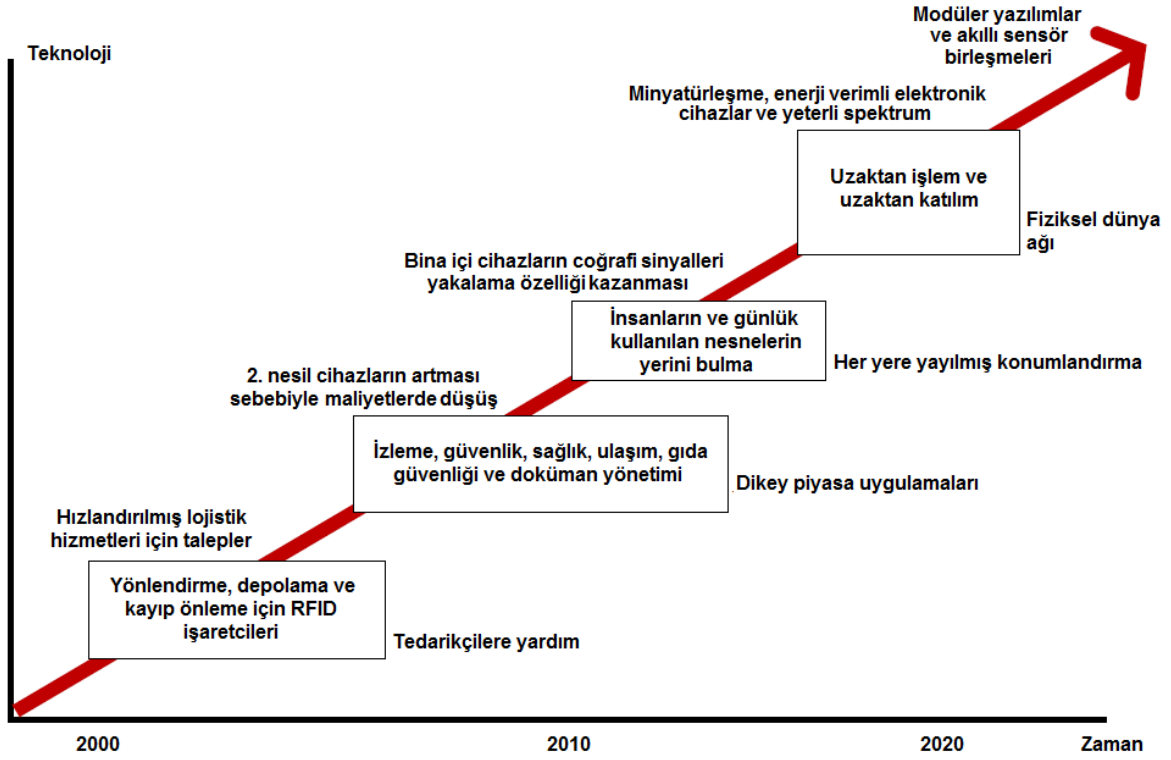 Modüler yazılımlar
ve akıllı sensör
birleşmeleri
Teknoloji
Minyatürleşme, enerji verimli elektronik
cihazlar ve yeterli spektrum
Uzaktan işlem ve
uzaktan katılım
Fiziksel dünya
ağı
Bina içi cihazların coğrafi sinyalleri
yakalama özelliği kazanması
İnsanların ve günlük
kullanılan nesnelerin
yerini bulma
Her yere yayılmış konumlandırma
2. nesil cihazların artması
sebebiyle maliyetlerde düşüş
İzleme, güvenlik, sağlık, ulaşım, gıda
güvenliği ve doküman yönetimi
Dikey piyasa uygulamaları
Hızlandırılmış lojistik
hizmetleri için talepler
Yönlendirme, depolama ve
kayıp önleme için RFID
işaretcileri
Tedarikçilere yardım
2000
2010
2020
Zaman